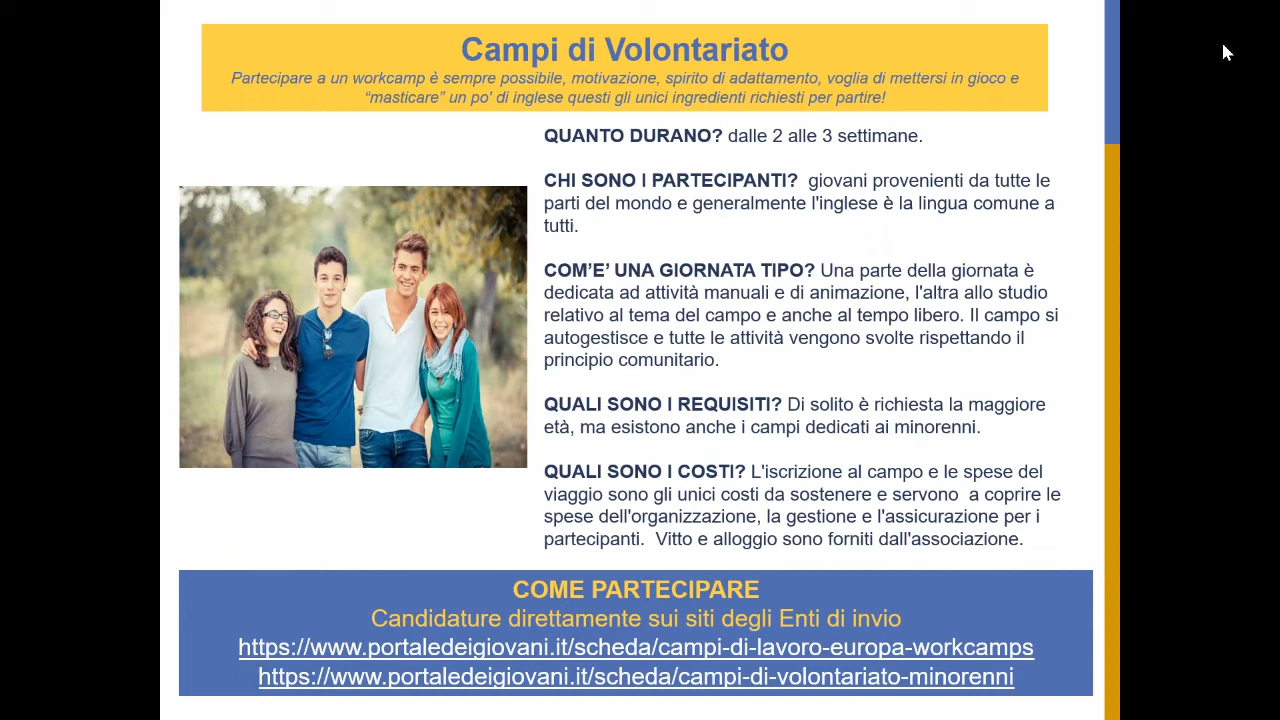 Campi di Volontariato
Partecipare a un workcamp è sempre possibile, motivazione, spirito di adattamento, voglia di mettersi in gioco e
“masticare” un po' di inglese questi gli unici ingredienti richiesti per partire!
QUANTO DURANO? dalle 2 alle 3 settimane.
CHI SONO I PARTECIPANTI?  giovani provenienti da tutte le
parti del mondo e generalmente l'inglese è la lingua comune a
tutti.
COM’E’ UNA GIORNATA TIPO? Una parte della giornata è
dedicata ad attività manuali e di animazione, l'altra allo studio
relativo al tema del campo e anche al tempo libero. Il campo si
autogestisce e tutte le attività vengono svolte rispettando il
principio comunitario.
QUALI SONO I REQUISITI? Di solito è richiesta la maggiore
età, ma esistono anche i campi dedicati ai minorenni.
QUALI SONO I COSTI? L'iscrizione al campo e le spese del
viaggio sono gli unici costi da sostenere e servono  a coprire le
spese dell'organizzazione, la gestione e l'assicurazione per i
partecipanti.  Vitto e alloggio sono forniti dall'associazione.
COME PARTECIPARE
Candidature direttamente sui siti degli Enti di invio
https://www.portaledeigiovani.it/scheda/campi-di-lavoro-europa-workcamps
https://www.portaledeigiovani.it/scheda/campi-di-volontariato-minorenni